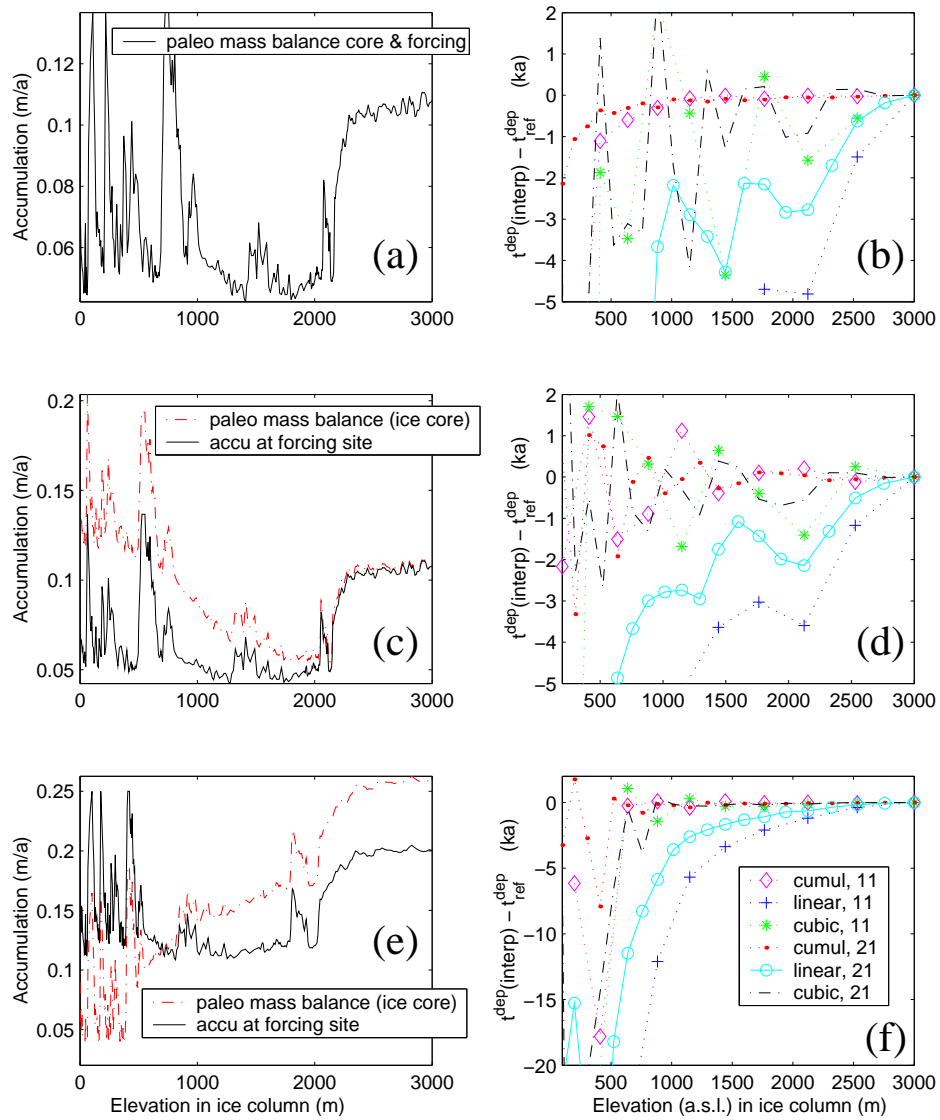 paleo mass balance core & forcing
Accumulation (m/a)
0.12
0.1
0.08
0.06
(a)
0 1000 2000 3000
t^dep(interp) − t^dep_ref (ka)
2
1
0
−1
−2
−3
−4
−5
(b)
500 1000 1500 2000 2500 3000
paleo mass balance (ice core)
accu at forcing site
Accumulation (m/a)
0.2
0.15
0.1
0.05
(c)
0 1000 2000 3000
t^dep(interp) − t^dep_ref (ka)
2
1
0
−1
−2
−3
−4
−5
(d)
500 1000 1500 2000 2500 3000
Accumulation (m/a)
0.25
0.2
0.15
0.1
0.05
(e)
paleo mass balance (ice core)
accu at forcing site
0 1000 2000 3000
Elevation in ice column (m)
t^dep(interp) − t^dep_ref (ka)
0
−5
−10
−15
−20
cumul, 11
linear, 11
cubic, 11
cumul, 21
linear, 21
cubic, 21
(f)
500 1000 1500 2000 2500 3000
Elevation (a.s.l.) in ice column (m)